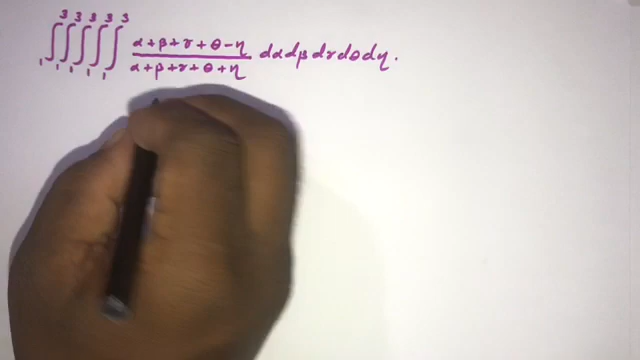 ∫₁³ ∫₁³ ∫₁³ ∫₁³ ∫₁³ (α+β+γ+θ-η)/(α+β+γ+θ+η) dα dβ dγ dθ dη.